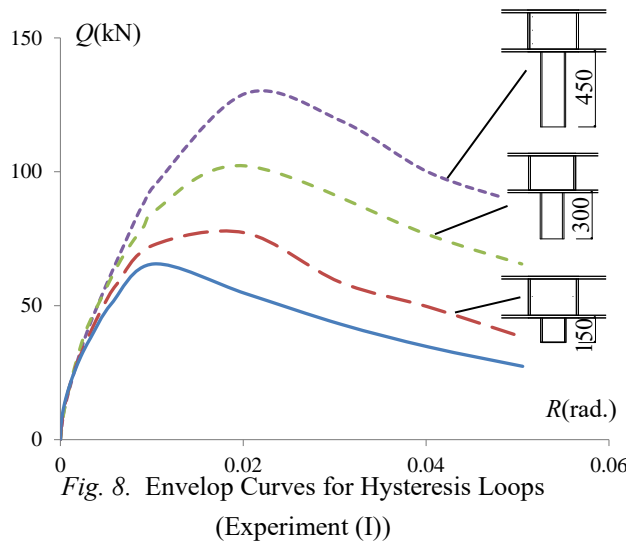 Q(kN)
150
100
50
0
450
300
150
R(rad.)
0
0.02
0.04
0.06
Fig. 8. Envelop Curves for Hysteresis Loops
(Experiment (I))